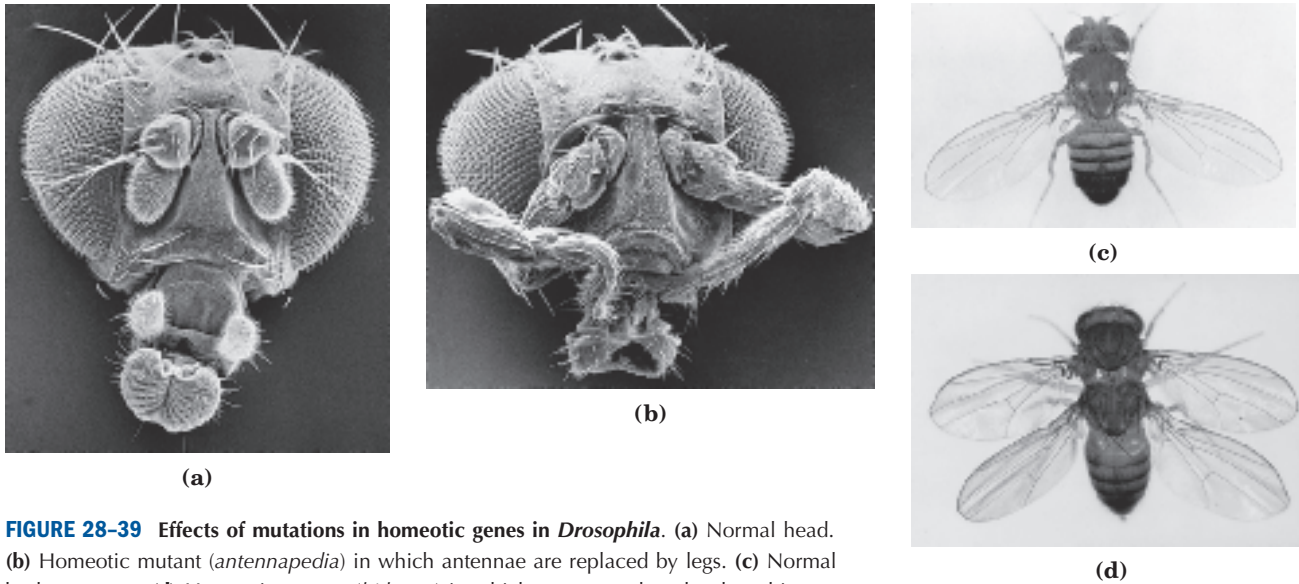 (a)
(b)
(c)
(d)
FIGURE 28–39 Effects of mutations in homeotic genes in Drosophila. (a) Normal head.
(b) Homeotic mutant (antennapedia) in which antennae are replaced by legs. (c) Normal